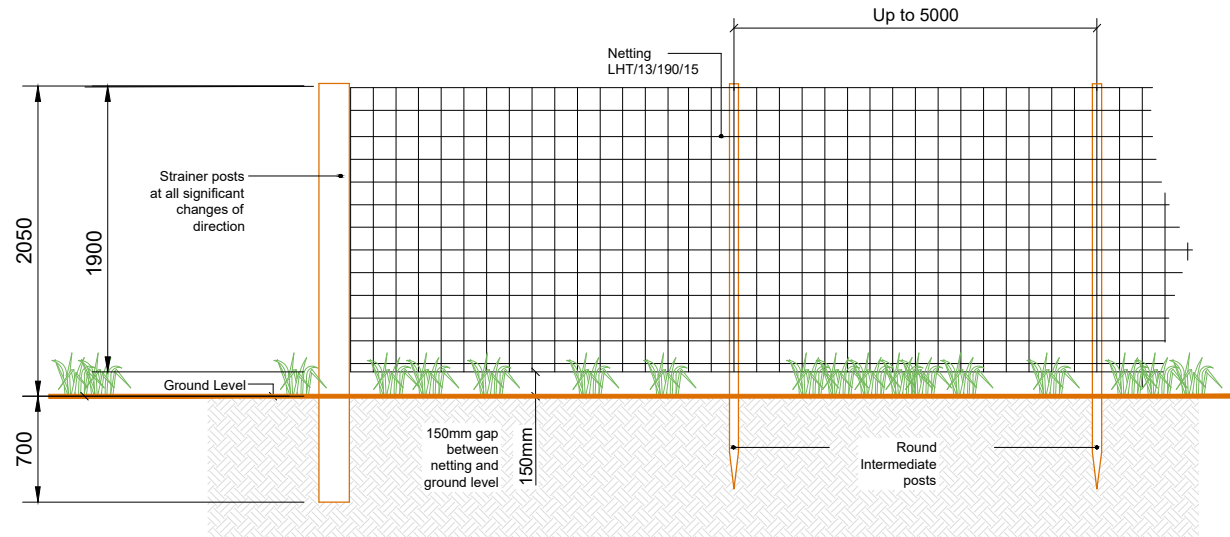 Up to 5000
Netting
LHT/13/190/15
Strainer posts
at all significant
changes of
direction
2050
1900
Ground Level
700
150mm gap
between
netting and
ground level
150mm
Round
Intermediate
posts